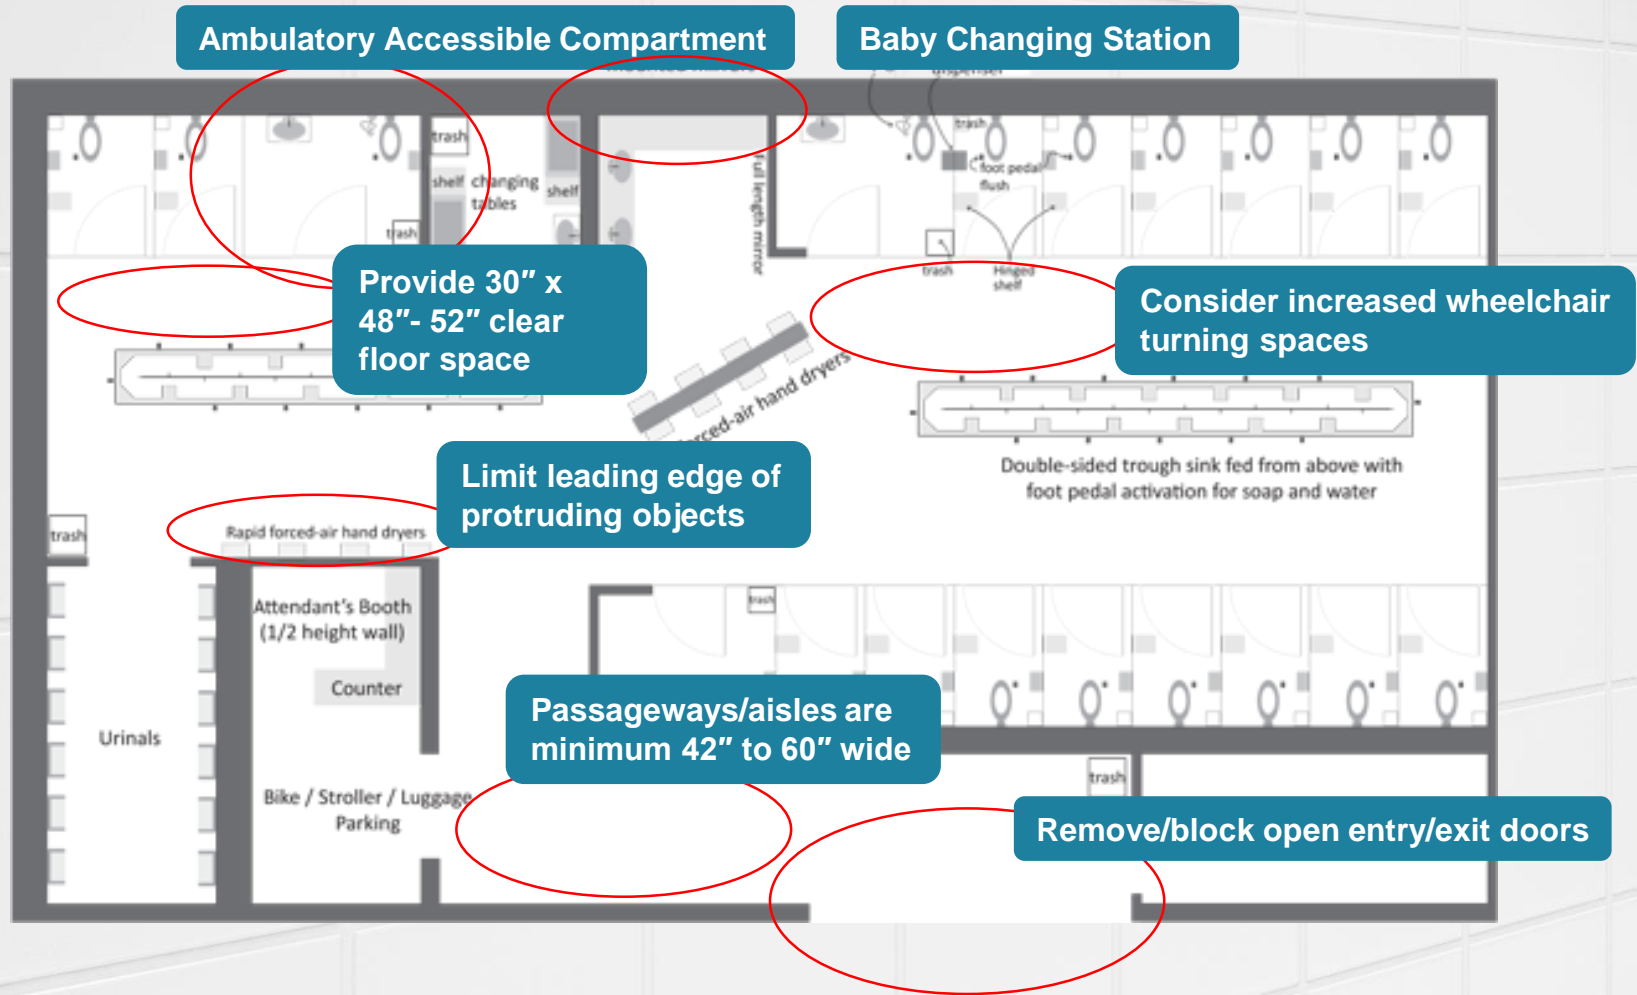 Ambulatory Accessible Compartment
Baby Changing Station
dispenser
trash
trash
shelf
changing
tables
shelf
trash
Full length mirror
foot pedal
flush
trash
Hinged
shelf
Provide 30″ x
48″- 52″ clear
floor space
Consider increased wheelchair
turning spaces
forced-air hand dryers
Double-sided trough sink fed from above with
foot pedal activation for soap and water
Limit leading edge of
protruding objects
trash
Rapid forced-air hand dryers
Attendant's Booth
(1/2 height wall)
Counter
trash
Urinals
Passageways/aisles are
minimum 42″ to 60″ wide
trash
Bike / Stroller / Luggage
Parking
Remove/block open entry/exit doors